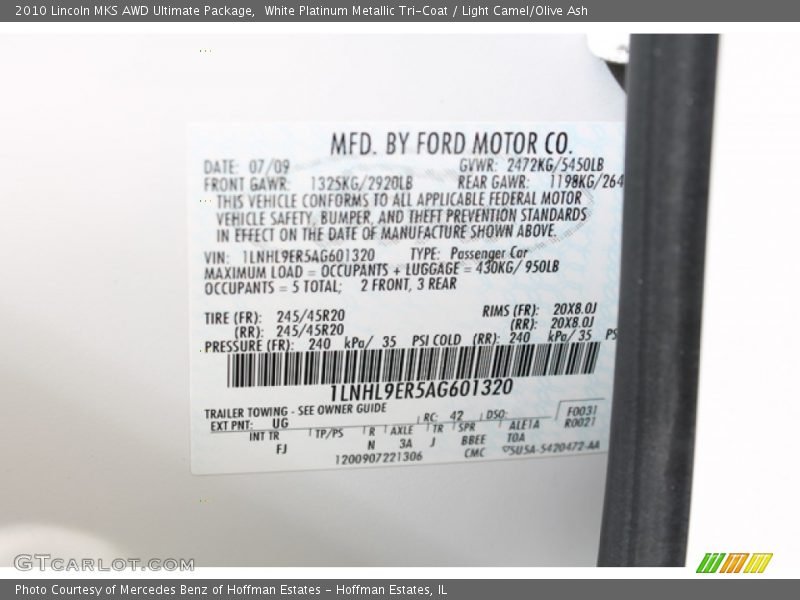 2010 Lincoln MKS AWD Ultimate Package,  White Platinum Metallic Tri-Coat / Light Camel/Olive Ash
MFD. BY FORD MOTOR CO.
DATE: 07/09 GVWR: 2472KG/5450LB
FRONT GAWR: 1325KG/2920LB REAR GAWR: 1198KG/264
THIS VEHICLE CONFORMS TO ALL APPLICABLE FEDERAL MOTOR
VEHICLE SAFETY, BUMPER, AND THEFT PREVENTION STANDARDS
IN EFFECT ON THE DATE OF MANUFACTURE SHOWN ABOVE.
VIN: 1LNHL9ER5AG601320 TYPE: Passenger Car
MAXIMUM LOAD = OCCUPANTS + LUGGAGE = 430KG/ 950LB
OCCUPANTS = 5 TOTAL; 2 FRONT, 3 REAR
TIRE (FR): 245/45R20 RIMS (FR): 20X8.0J
(RR): 245/45R20 (RR): 20X8.0J
PRESSURE (FR): 240 kPa/ 35 PSI COLD (RR): 240 kPa/ 35 PS
1LNHL9ER5AG601320
TRAILER TOWING - SEE OWNER GUIDE
EXT PNT: UG RC: 42 DSO: F0031
R0021
INT TR TP/PS R AXLE TR SPR ALE1A
FJ N 3A J BBEE T0A
1200907221306 CMC 5U5A-5420472-AA
GTCarLot.com
Photo Courtesy of Mercedes Benz of Hoffman Estates - Hoffman Estates, IL